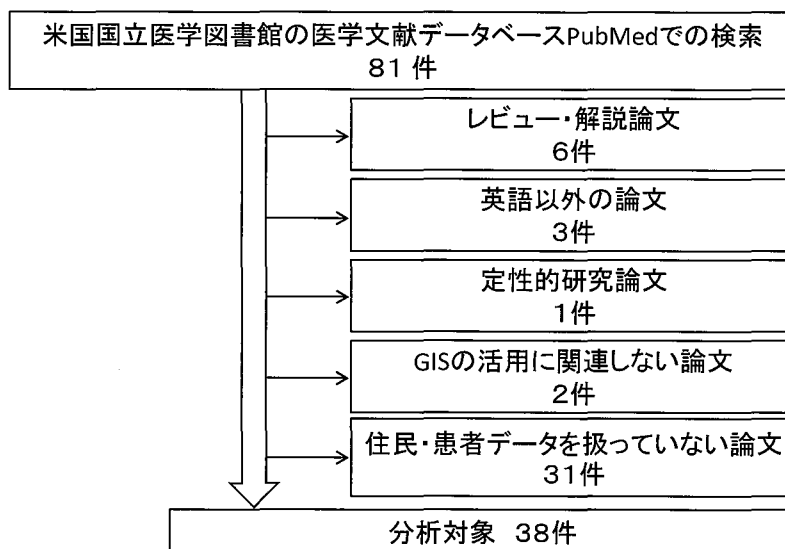 米国国立医学図書館の医学文献データベースPubMedでの検索
81 件
レビュー・解説論文
6件
英語以外の論文
3件
定性的研究論文
1件
GISの活用に関連しない論文
2件
住民・患者データを扱っていない論文
31件
分析対象 38件